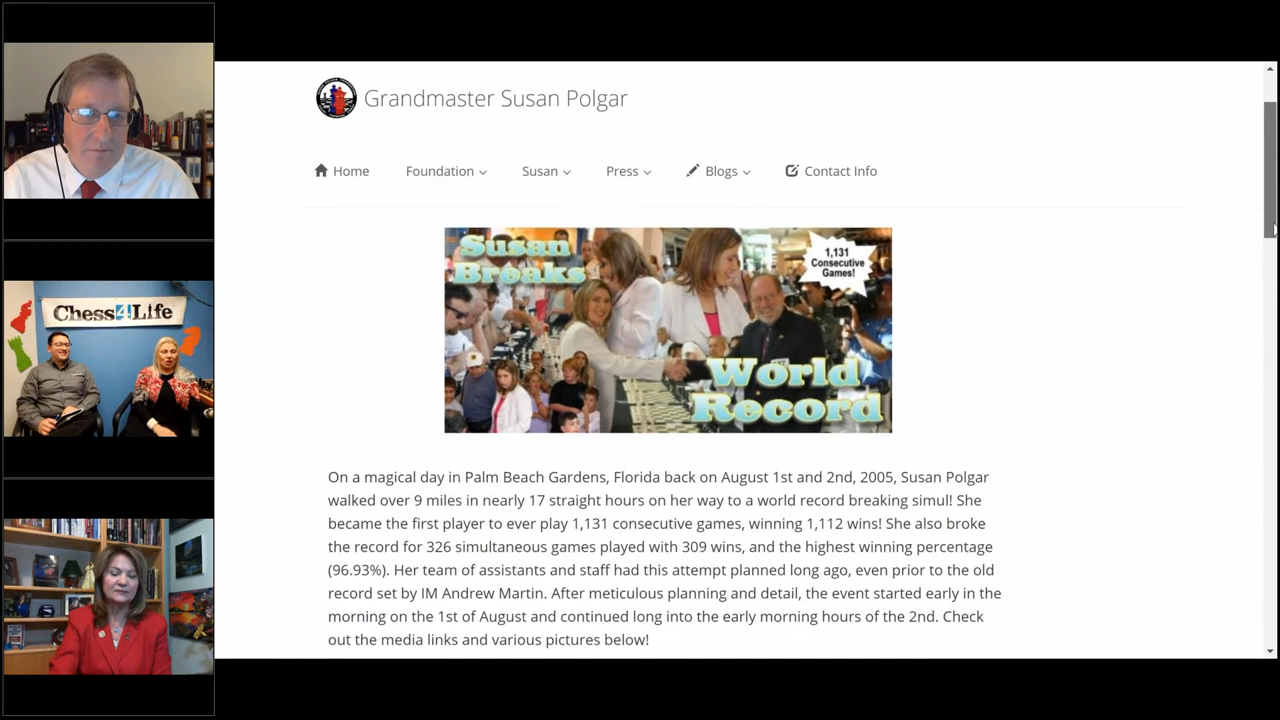 Chess4Life
Grandmaster Susan Polgar
Home Foundation Susan Press Blogs Contact Info
Susan
Breaks
1,131
Consecutive
Games!
World
Record
On a magical day in Palm Beach Gardens, Florida back on August 1st and 2nd, 2005, Susan Polgar
walked over 9 miles in nearly 17 straight hours on her way to a world record breaking simul! She
became the first player to ever play 1,131 consecutive games, winning 1,112 wins! She also broke
the record for 326 simultaneous games played with 309 wins, and the highest winning percentage
(96.93%). Her team of assistants and staff had this attempt planned long ago, even prior to the old
record set by IM Andrew Martin. After meticulous planning and detail, the event started early in the
morning on the 1st of August and continued long into the early morning hours of the 2nd. Check
out the media links and various pictures below!